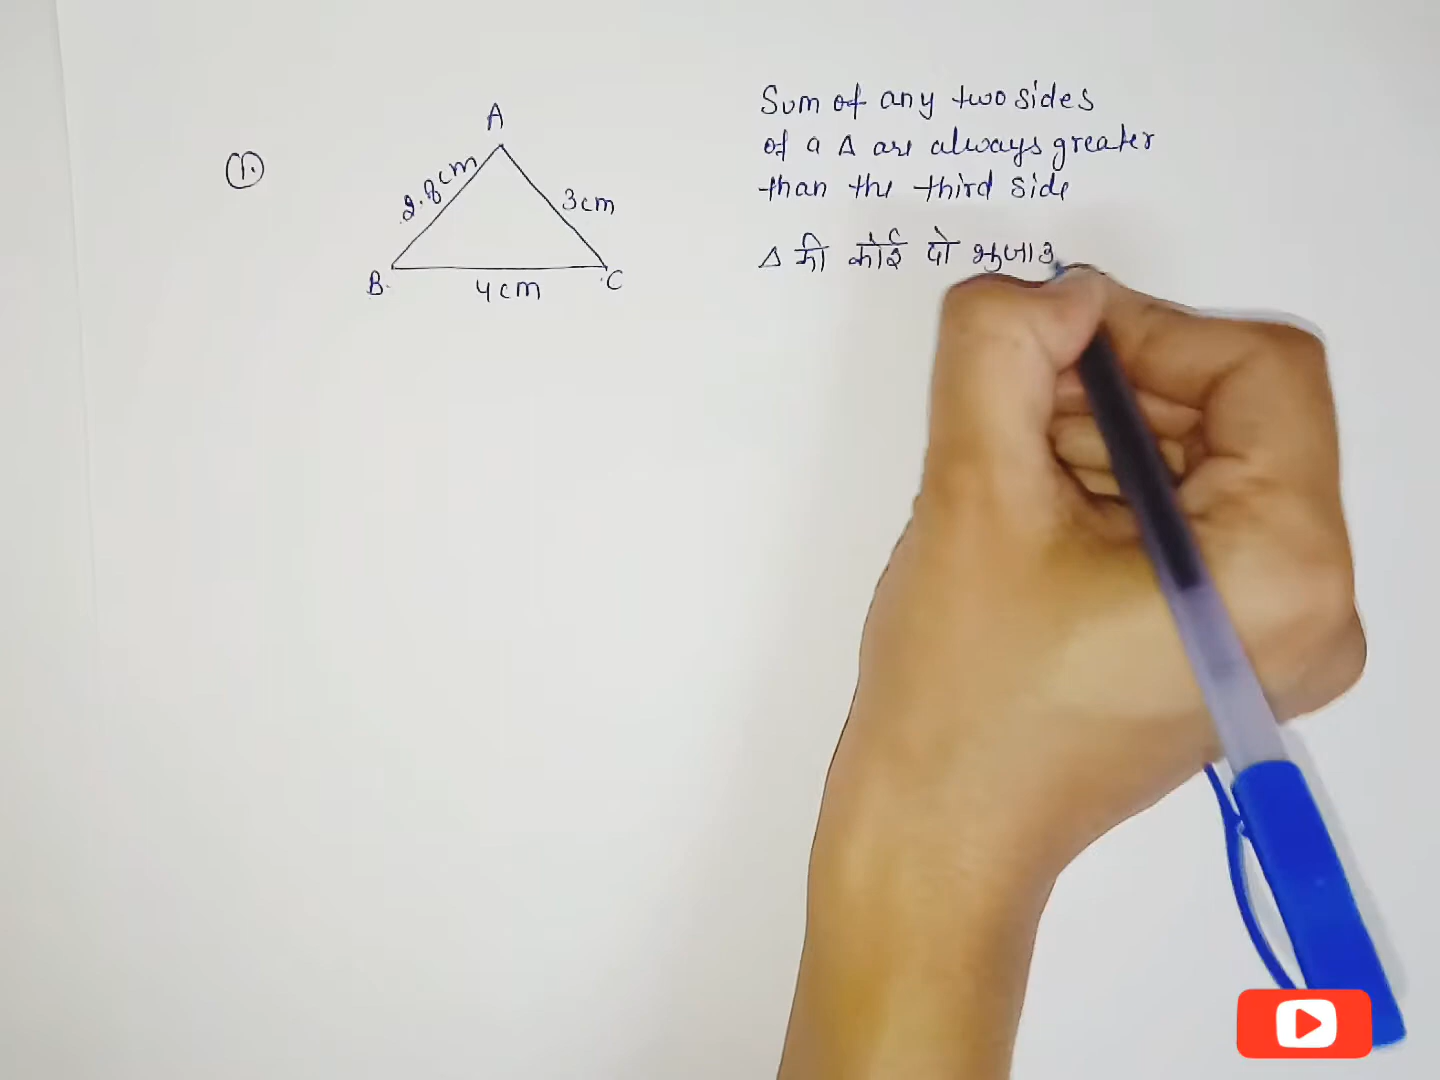 1.
A
2.8cm
3cm
B
4cm
C
Sum of any two sides
of a Δ are always greater
than the third side
Δ की कोई दो भुजाउ